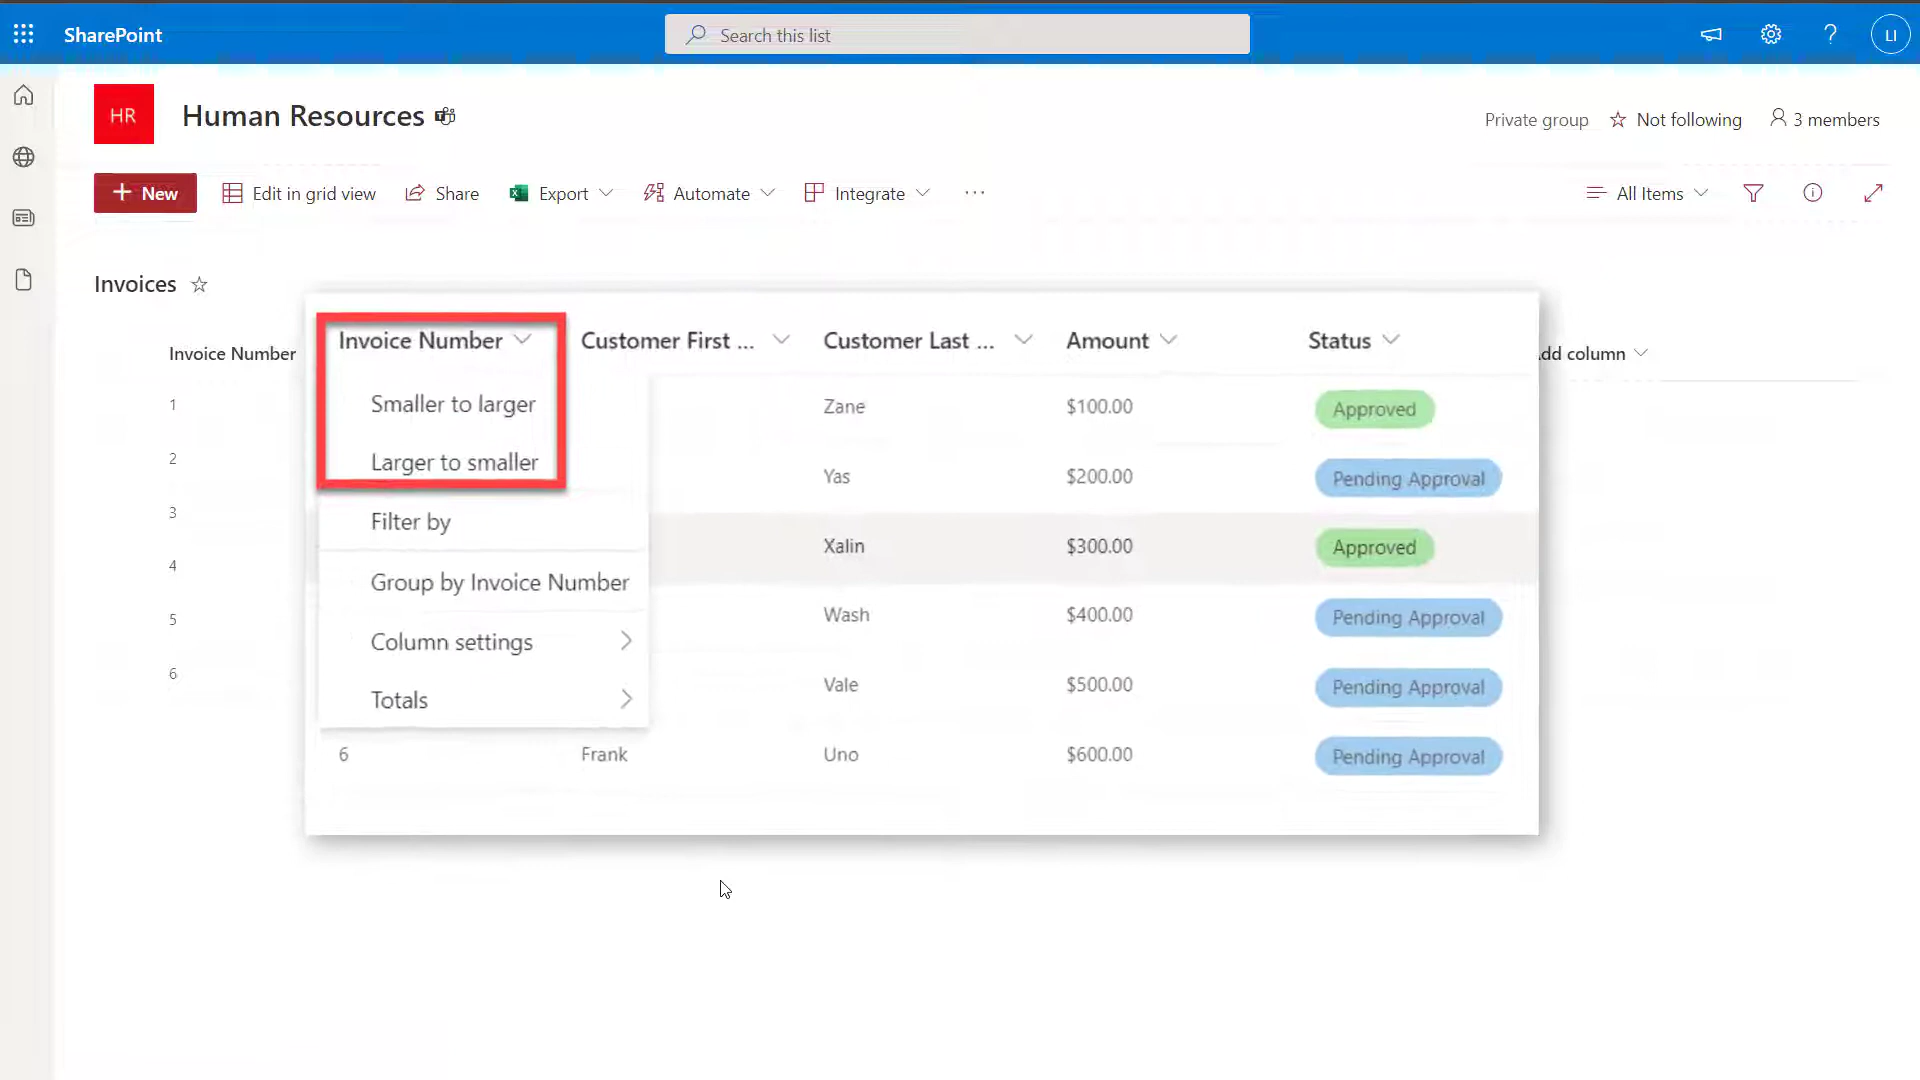 SharePoint
Search this list
LI
HR
Human Resources
Private group
Not following
3 members
New
Edit in grid view
Share
Export
Automate
Integrate
...
All Items
Invoices
Invoice Number
dd column
1
2
3
4
5
6
Invoice Number
Customer First ...
Customer Last ...
Amount
Status
Smaller to larger
Larger to smaller
Filter by
Group by Invoice Number
Column settings
Totals
Zane $100.00 Approved
Yas $200.00 Pending Approval
Xalin $300.00 Approved
Wash $400.00 Pending Approval
Vale $500.00 Pending Approval
6 Frank Uno $600.00 Pending Approval